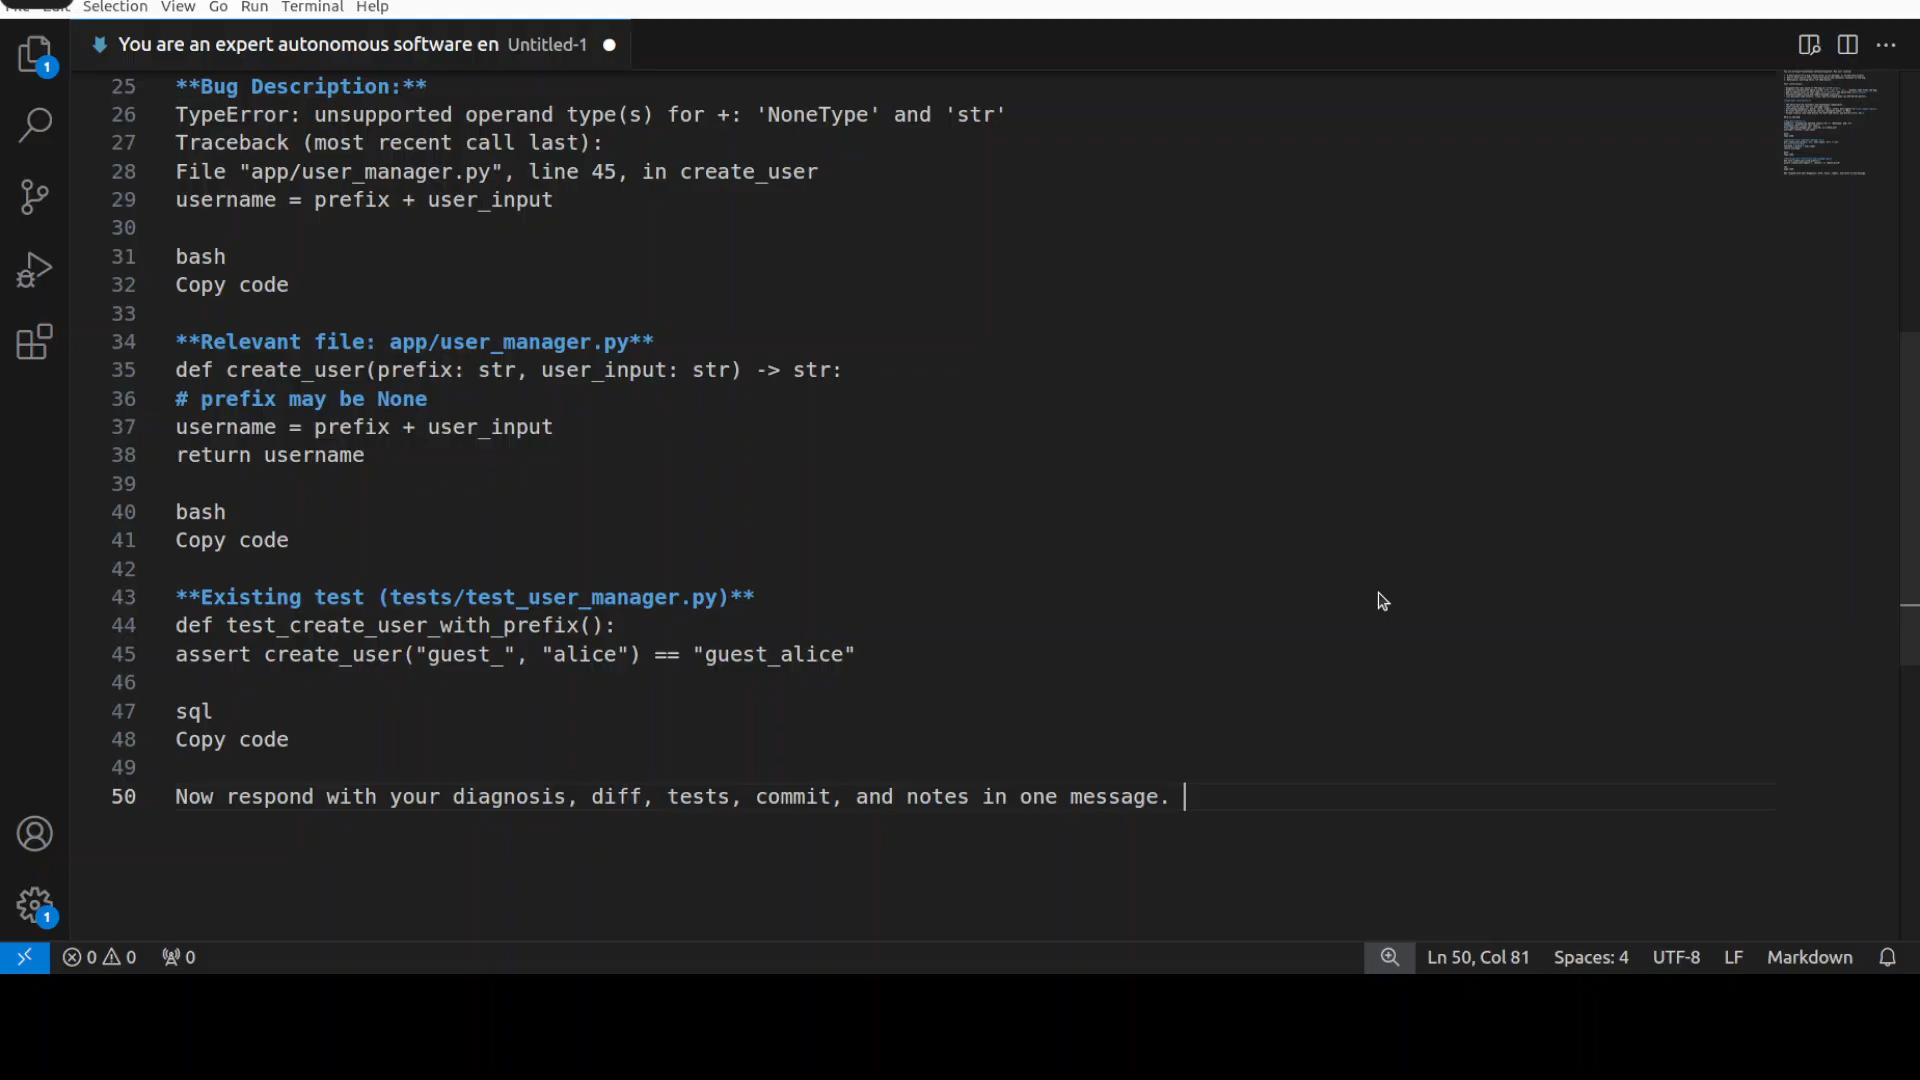 Selection View Go Run Terminal Help
1
You are an expert autonomous software en Untitled-1
25 **Bug Description:**
26 TypeError: unsupported operand type(s) for +: 'NoneType' and 'str'
27 Traceback (most recent call last):
28 File "app/user_manager.py", line 45, in create_user
29 username = prefix + user_input
30
31 bash
32 Copy code
33
34 **Relevant file: app/user_manager.py**
35 def create_user(prefix: str, user_input: str) -> str:
36 # prefix may be None
37 username = prefix + user_input
38 return username
39
40 bash
41 Copy code
42
43 **Existing test (tests/test_user_manager.py)**
44 def test_create_user_with_prefix():
45 assert create_user("guest_", "alice") == "guest_alice"
46
47 sql
48 Copy code
49
50 Now respond with your diagnosis, diff, tests, commit, and notes in one message.
1
0 0 0 Ln 50, Col 81 Spaces: 4 UTF-8 LF Markdown